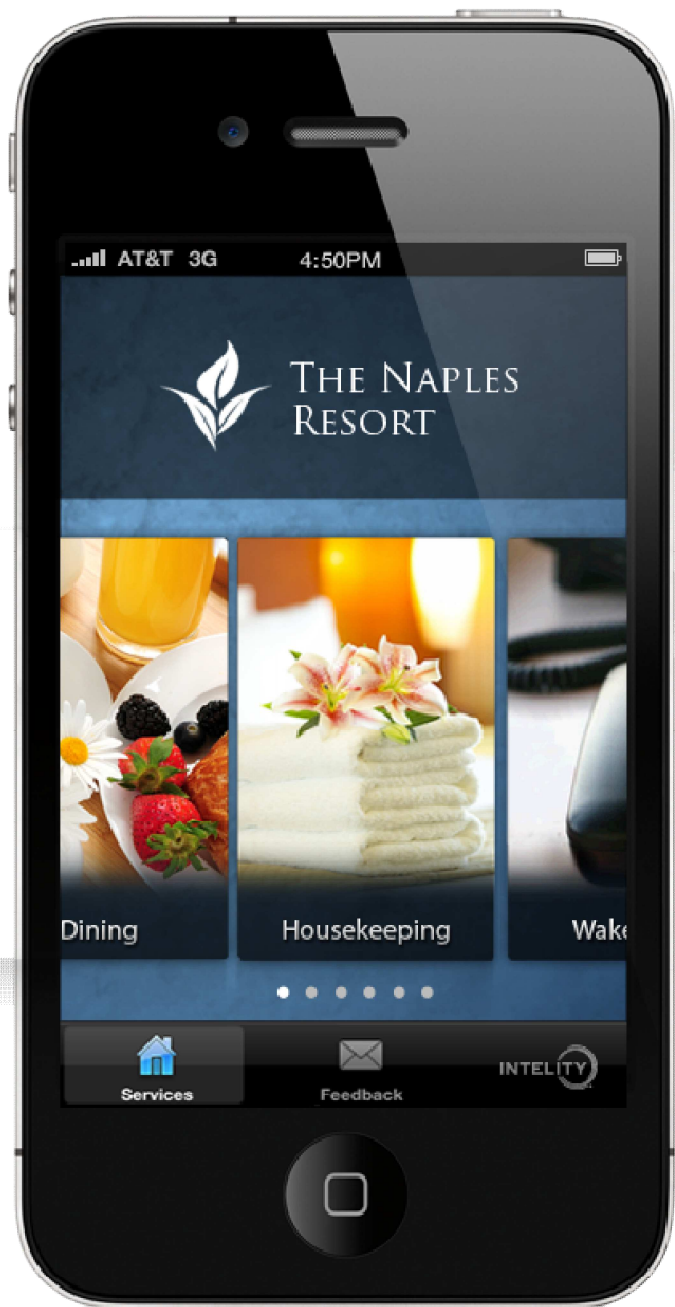 AT&T 3G 4:50PM
THE NAPLES
RESORT
Dining Housekeeping Wake
Services Feedback INTELITY